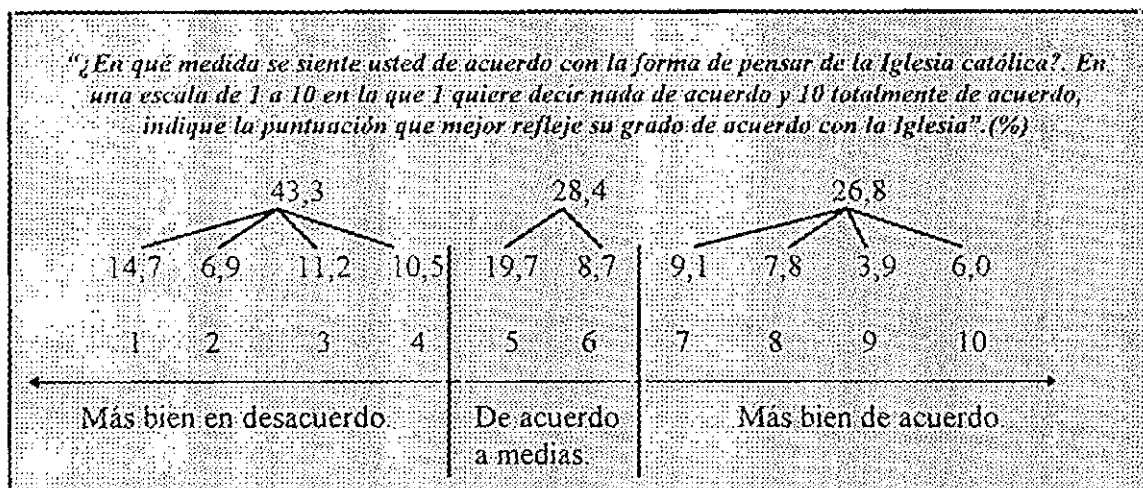 “¿En qué medida se siente usted de acuerdo con la forma de pensar de la Iglesia católica?. En
una escala de 1 a 10 en la que 1 quiere decir nada de acuerdo y 10 totalmente de acuerdo,
indique la puntuación que mejor refleje su grado de acuerdo con la Iglesia”.(%)
43,3 28,4 26,8
14,7 6,9 11,2 10,5 19,7 8,7 9,1 7,8 3,9 6,0
1 2 3 4 5 6 7 8 9 10
Más bien en desacuerdo. De acuerdo Más bien de acuerdo
a medias.